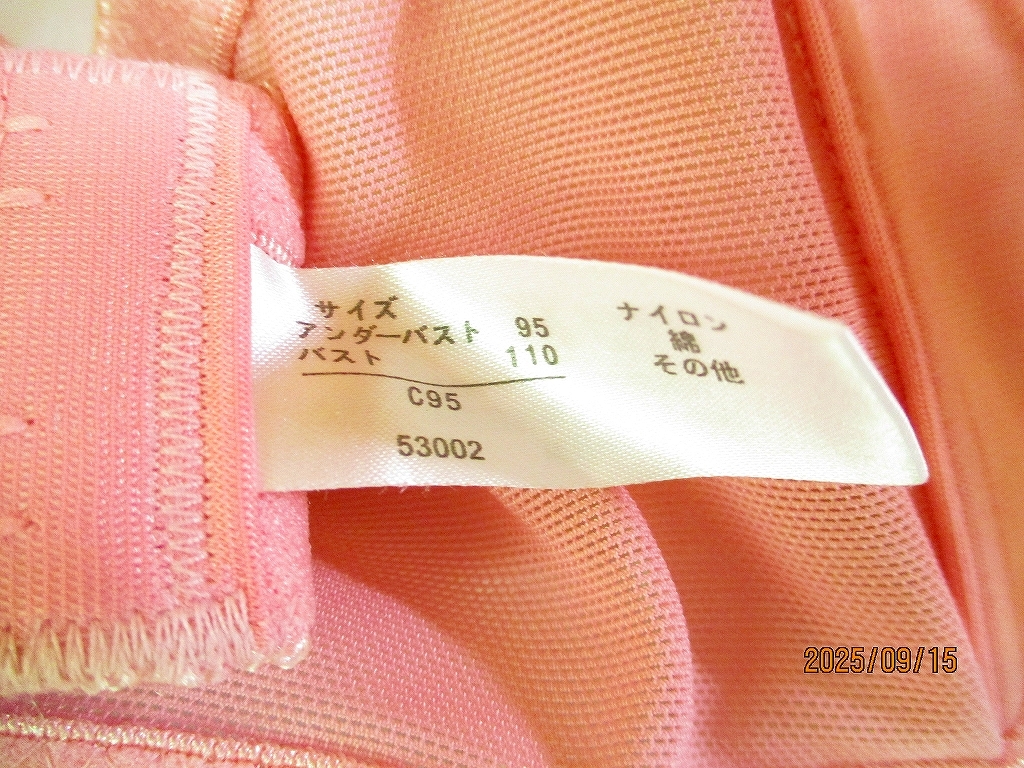 サイズ
アンダーバスト 95
バスト 110
C95
53002
ナイロン
綿
その他
2025/09/15